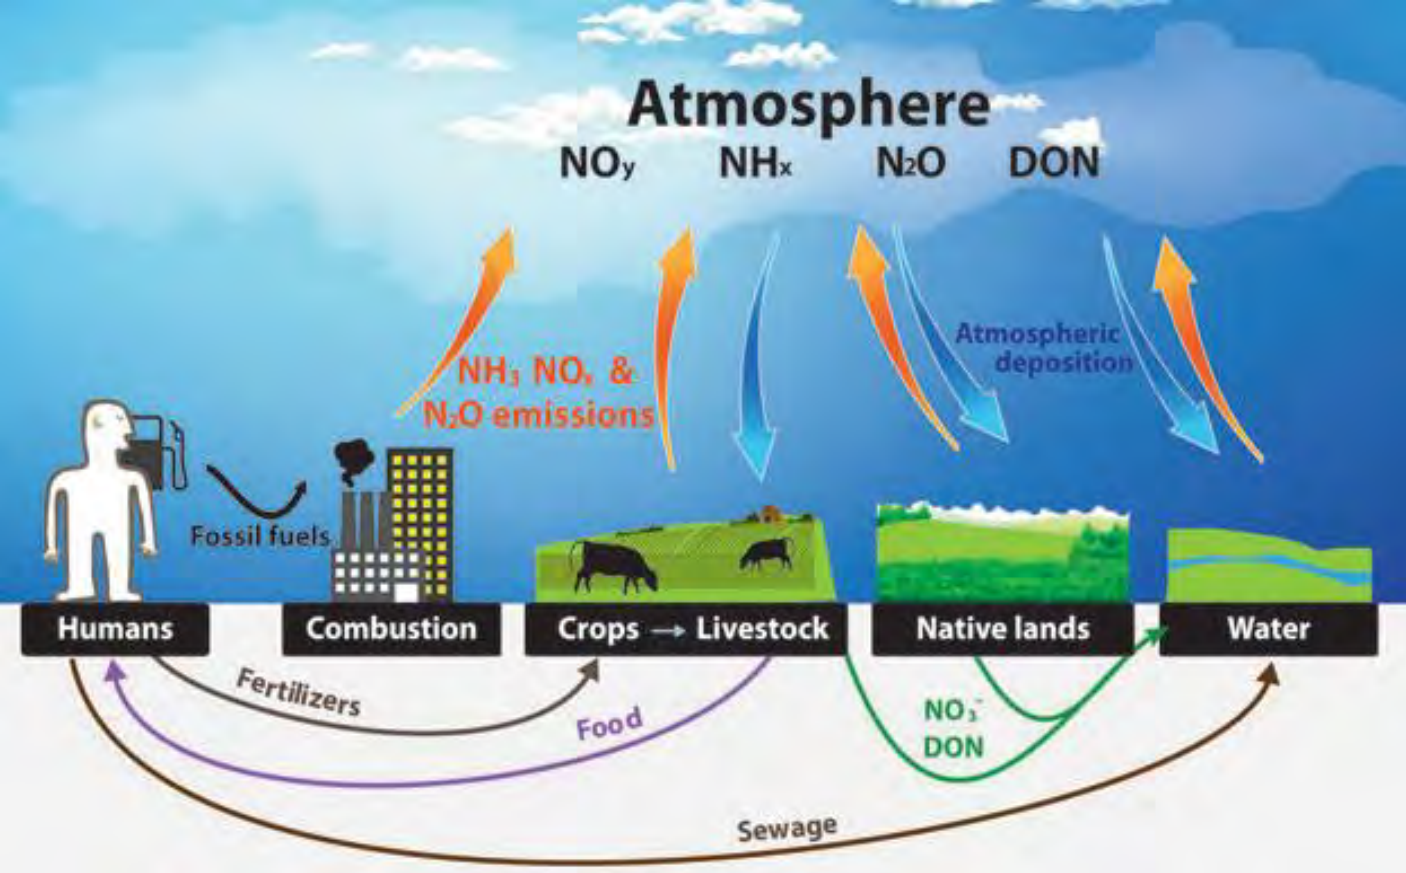 Atmosphere
NOy NHx N2O DON
Atmospheric
deposition
NH3 NOx &
N2O emissions
Fossil fuels
Humans Combustion Crops → Livestock Native lands Water
Fertilizers
Food
NO3-
DON
Sewage